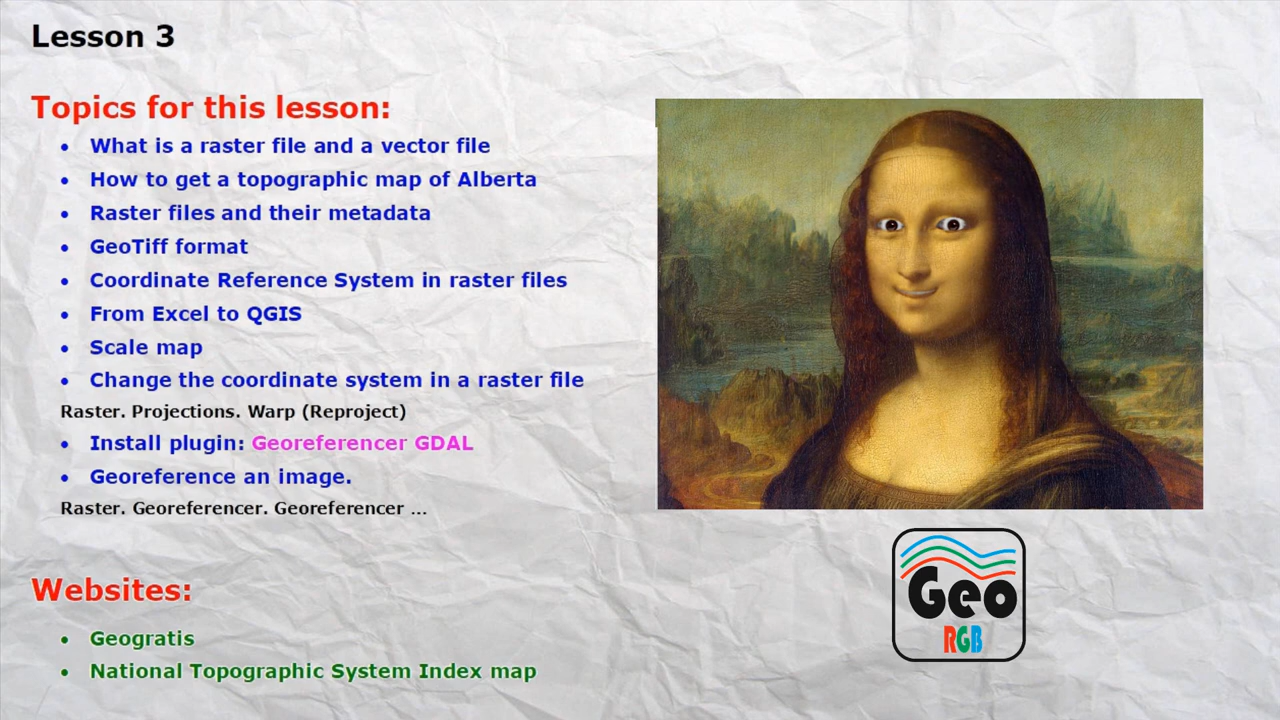 Lesson 3
Topics for this lesson:
• What is a raster file and a vector file
• How to get a topographic map of Alberta
• Raster files and their metadata
• GeoTiff format
• Coordinate Reference System in raster files
• From Excel to QGIS
• Scale map
• Change the coordinate system in a raster file
Raster. Projections. Warp (Reproject)
• Install plugin: Georeferencer GDAL
• Georeference an image.
Raster. Georeferencer. Georeferencer ...
Websites:
• Geogratis
• National Topographic System Index map
Geo
RGB